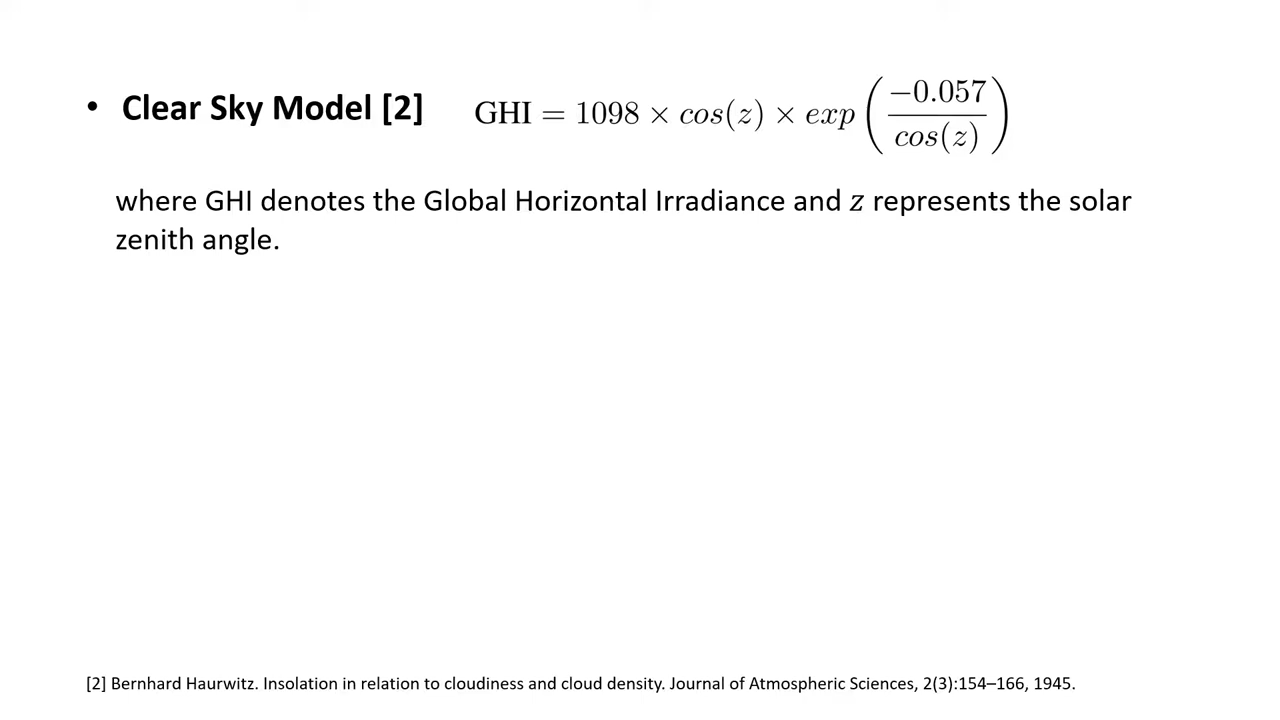 • Clear Sky Model [2] GHI = 1098 × cos(z) × exp(−0.057/cos(z))
where GHI denotes the Global Horizontal Irradiance and z represents the solar
zenith angle.
[2] Bernhard Haurwitz. Insolation in relation to cloudiness and cloud density. Journal of Atmospheric Sciences, 2(3):154–166, 1945.